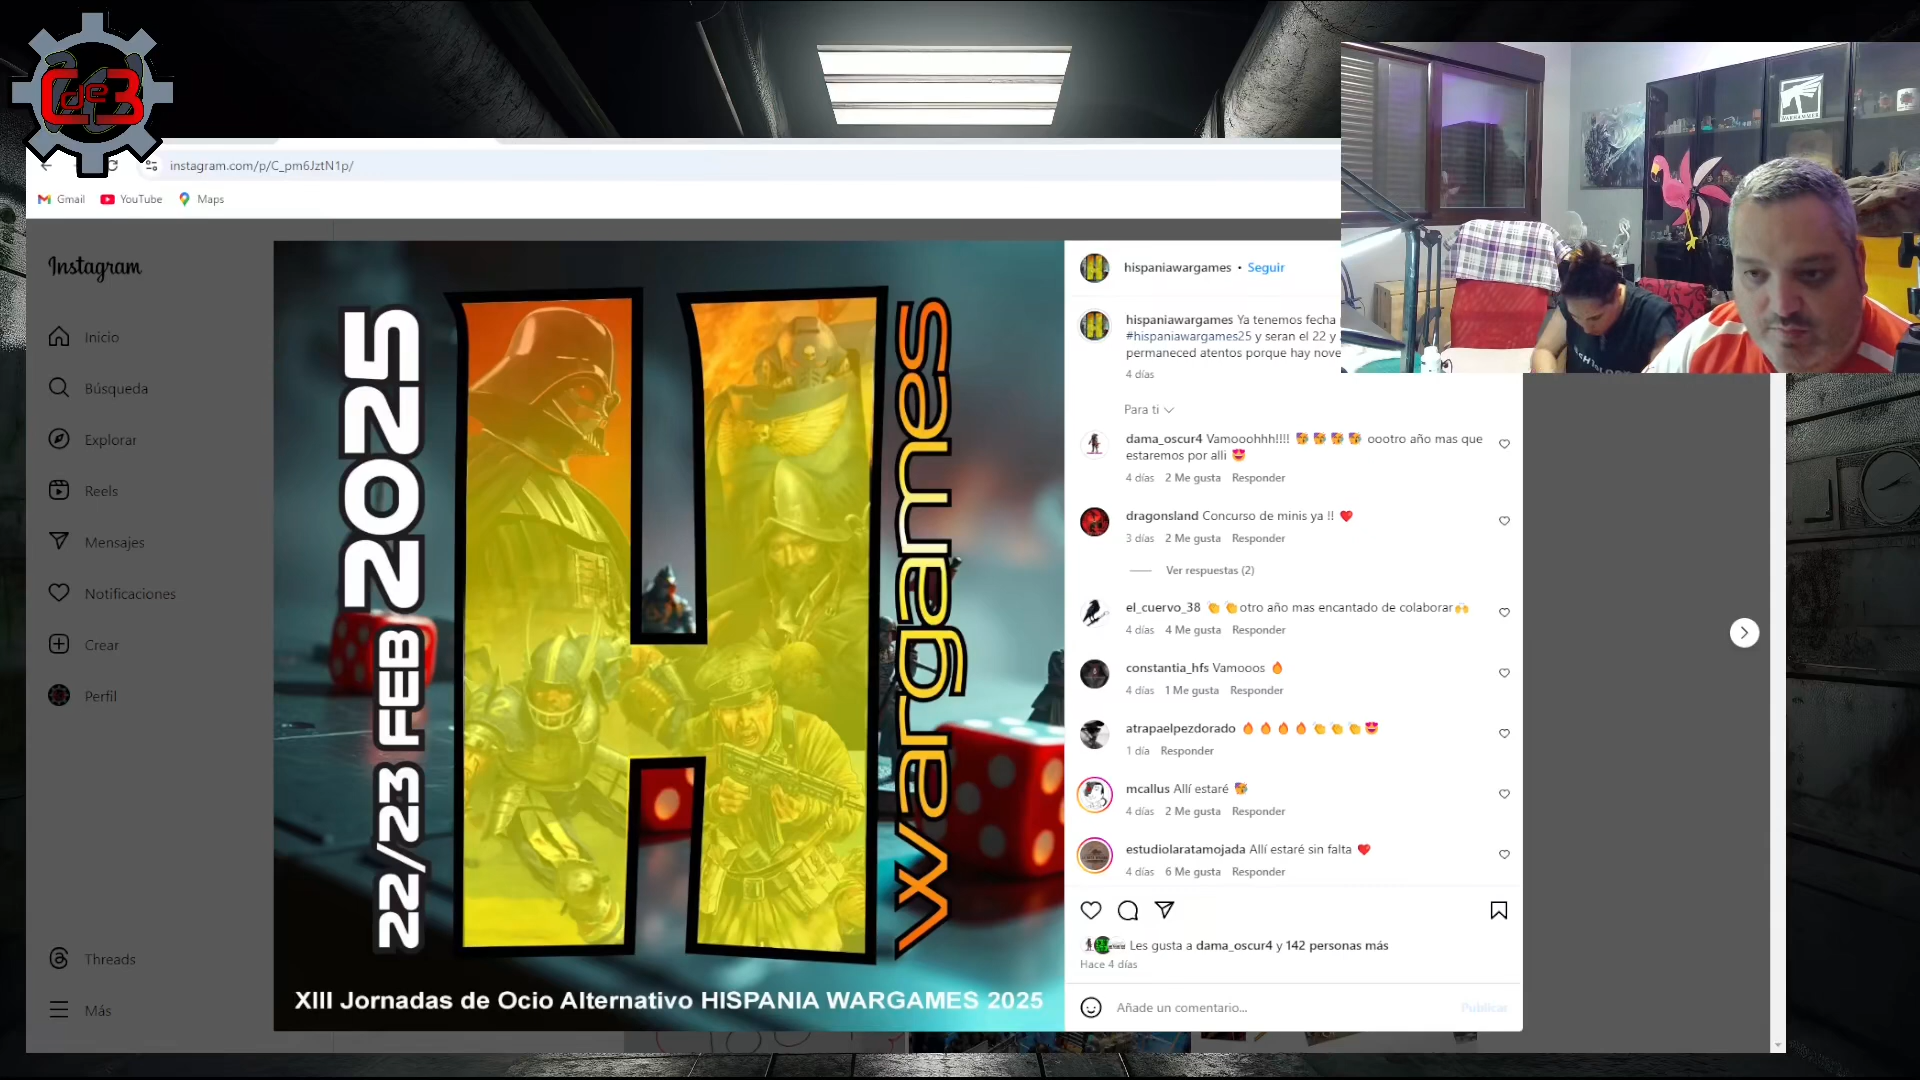 C de 3
instagram.com/p/C_pm6JztN1p/
Gmail
YouTube
Maps
WARHAMMER
Instagram
Inicio
Búsqueda
Explorar
Reels
Mensajes
Notificaciones
Crear
Perfil
Threads
Más
22/23 FEB 2025
H
wargames
XIII Jornadas de Ocio Alternativo HISPANIA WARGAMES 2025
hispaniawargames • Seguir
hispaniawargames Ya tenemos fecha
#hispaniawargames25 y seran el 22 y
permaneced atentos porque hay nove
4 días
Para ti
dama_oscur4 Vamooohhh!!!! 🥳 🥳 🥳 🥳 oootro año mas que
estaremos por alli 😍
4 días 2 Me gusta Responder
dragonsland Concurso de minis ya !! ❤️
3 días 2 Me gusta Responder
Ver respuestas (2)
el_cuervo_38 👏 👏otro año mas encantado de colaborar🙌
4 días 4 Me gusta Responder
constantia_hfs Vamooos 🔥
4 días 1 Me gusta Responder
atrapaelpezdorado 🔥 🔥 🔥 🔥 👏 👏 👏 😍
1 día Responder
mcallus Allí estaré 🥳
4 días 2 Me gusta Responder
estudiolaratamojada Allí estaré sin falta ❤️
4 días 6 Me gusta Responder
Les gusta a dama_oscur4 y 142 personas más
Hace 4 días
Añade un comentario...
Publicar